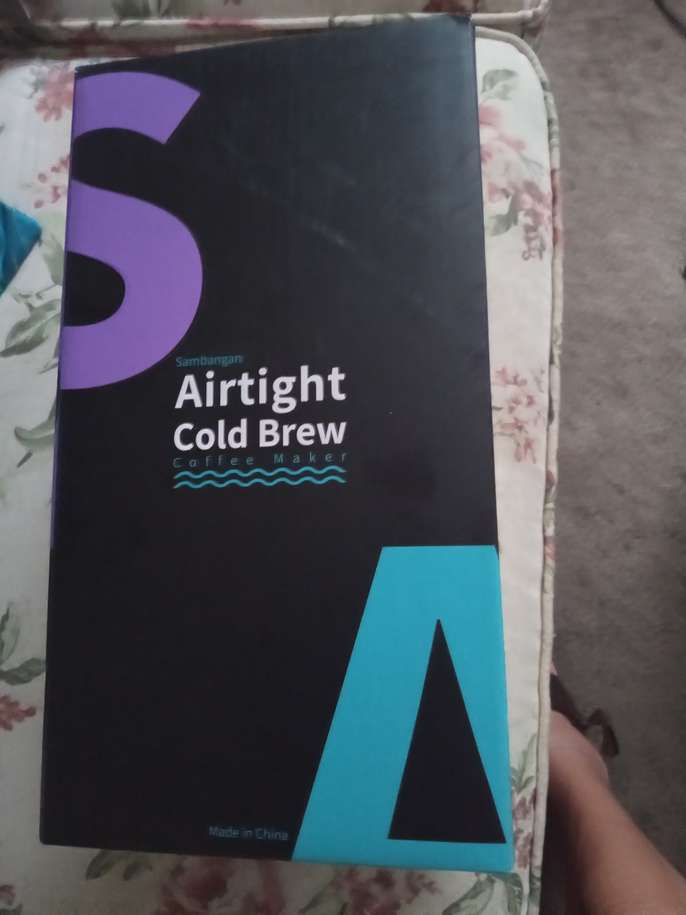 S
Sambangan
Airtight
Cold Brew
Coffee Maker
A
Made in China